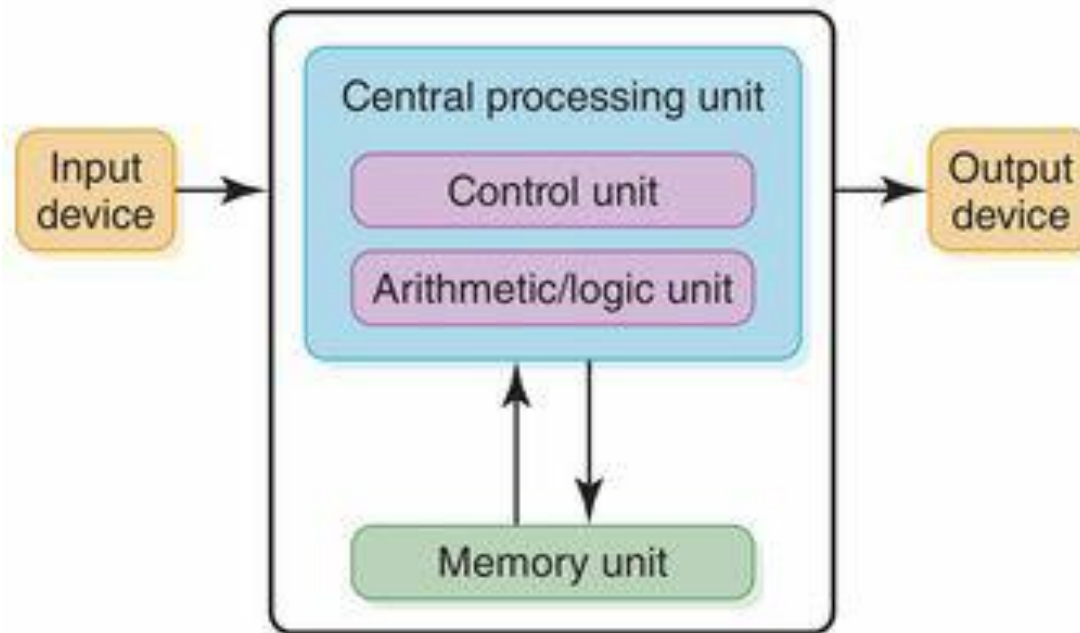 Central processing unit
Input
device
Control unit
Output
device
Arithmetic/logic unit
Memory unit